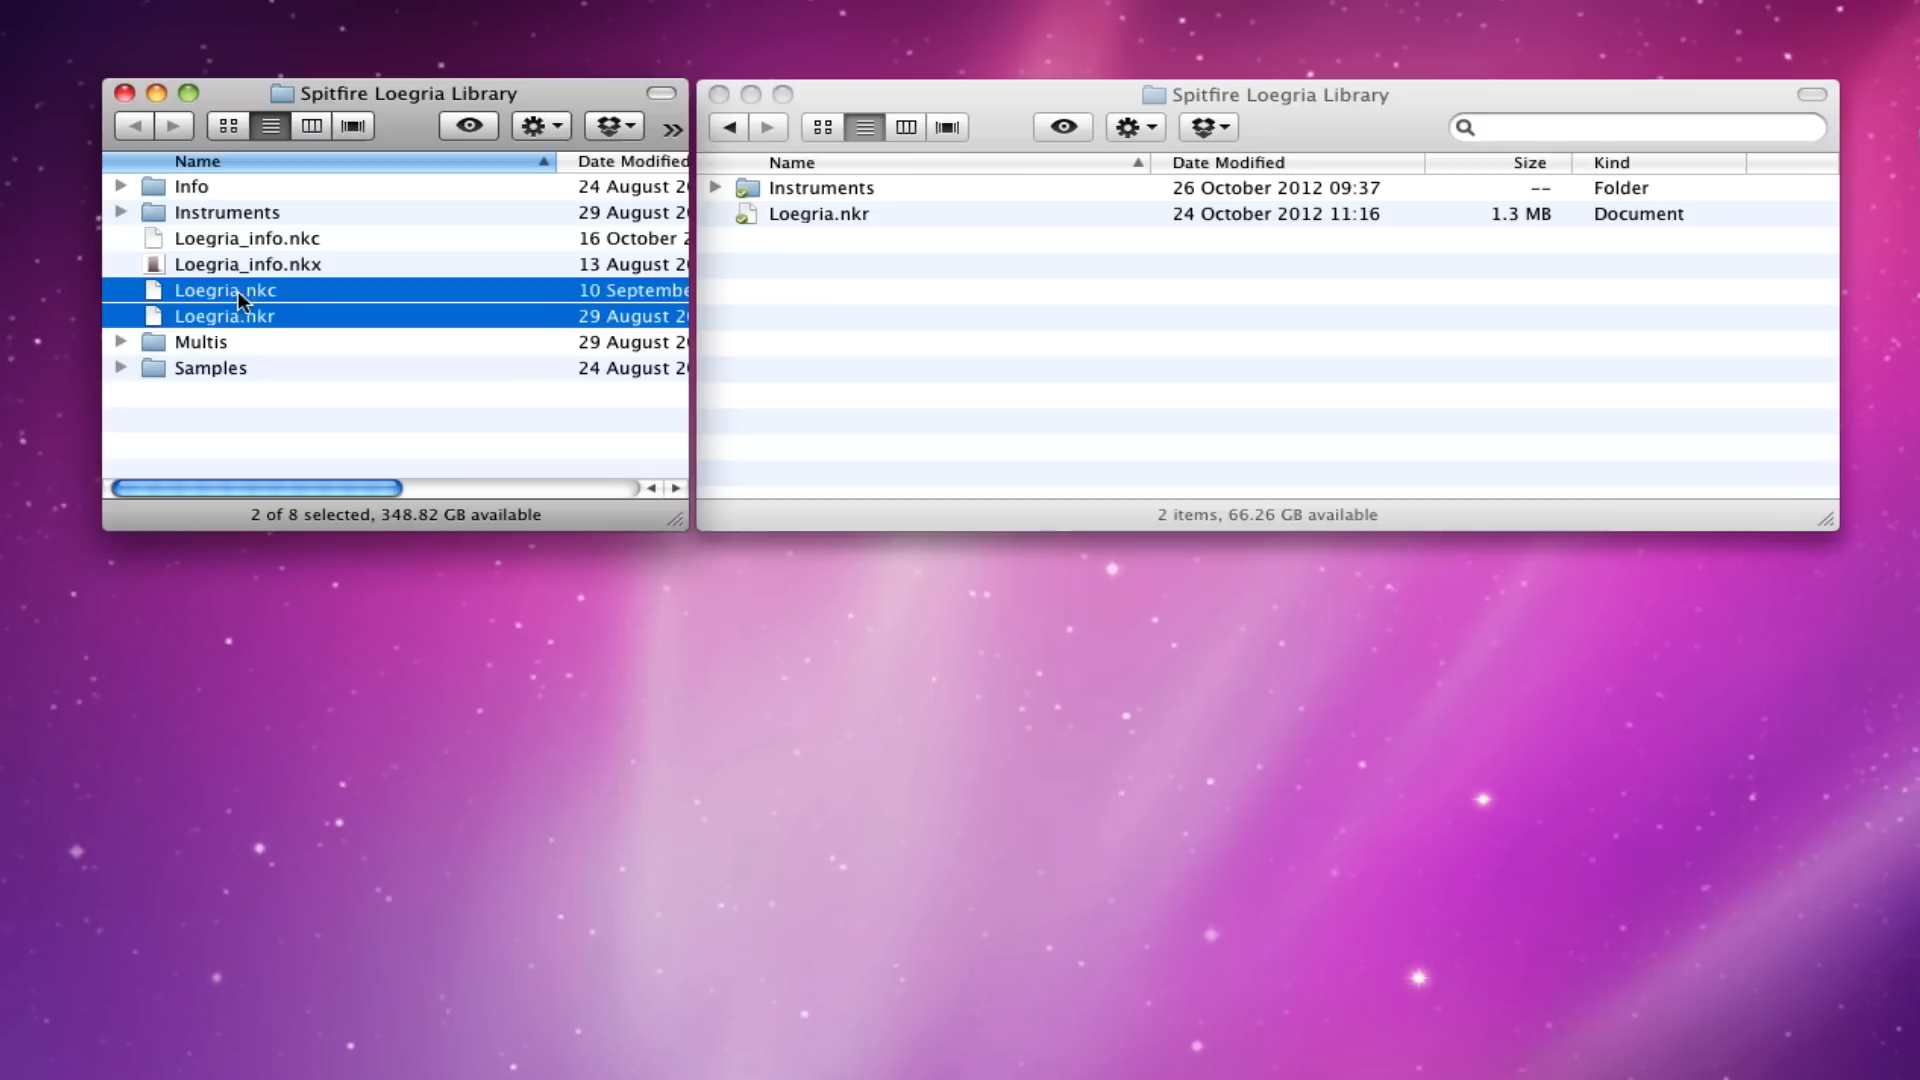 Spitfire Loegria Library
Name Date Modified
Info 24 August 2
Instruments 29 August 2
Loegria_info.nkc 16 October
Loegria_info.nkx 13 August 2
Loegria.nkc 10 Septembe
Loegria.nkr 29 August 2
Multis 29 August 2
Samples 24 August 2
2 of 8 selected, 348.82 GB available
Spitfire Loegria Library
Name Date Modified Size Kind
Instruments 26 October 2012 09:37 -- Folder
Loegria.nkr 24 October 2012 11:16 1.3 MB Document
2 items, 66.26 GB available